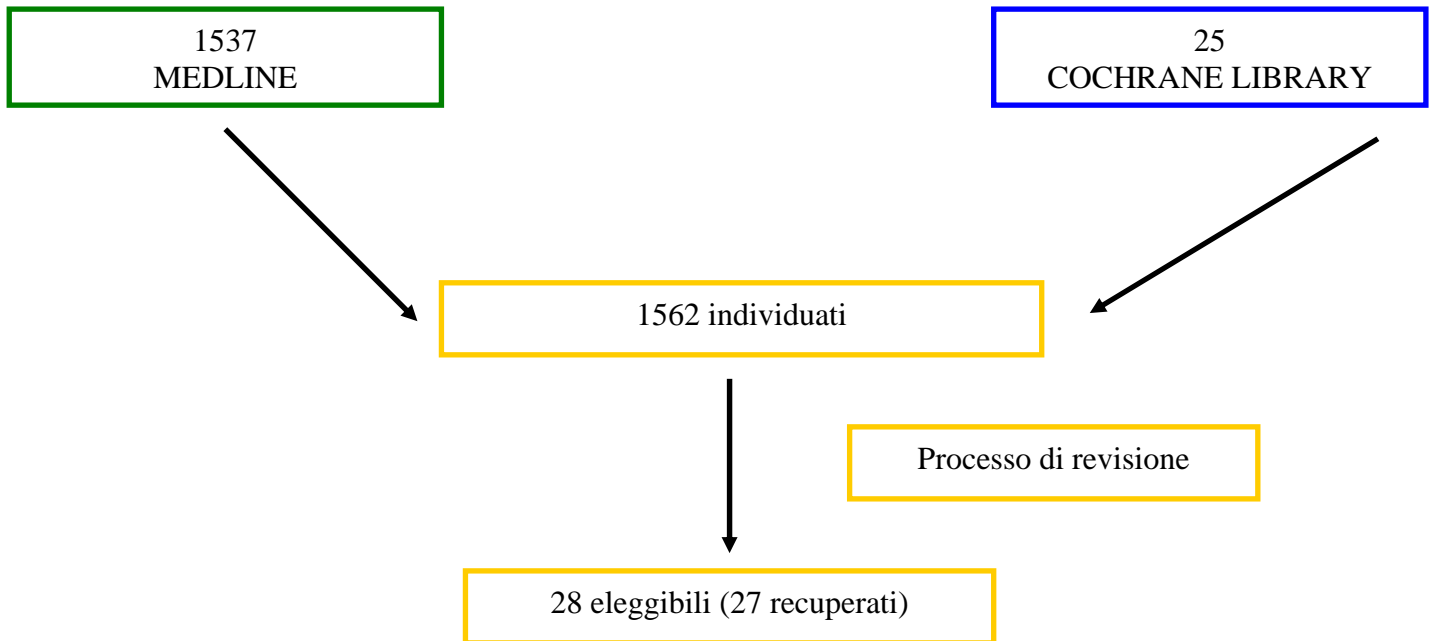 1537
MEDLINE
25
COCHRANE LIBRARY
1562 individuati
Processo di revisione
28 eleggibili (27 recuperati)